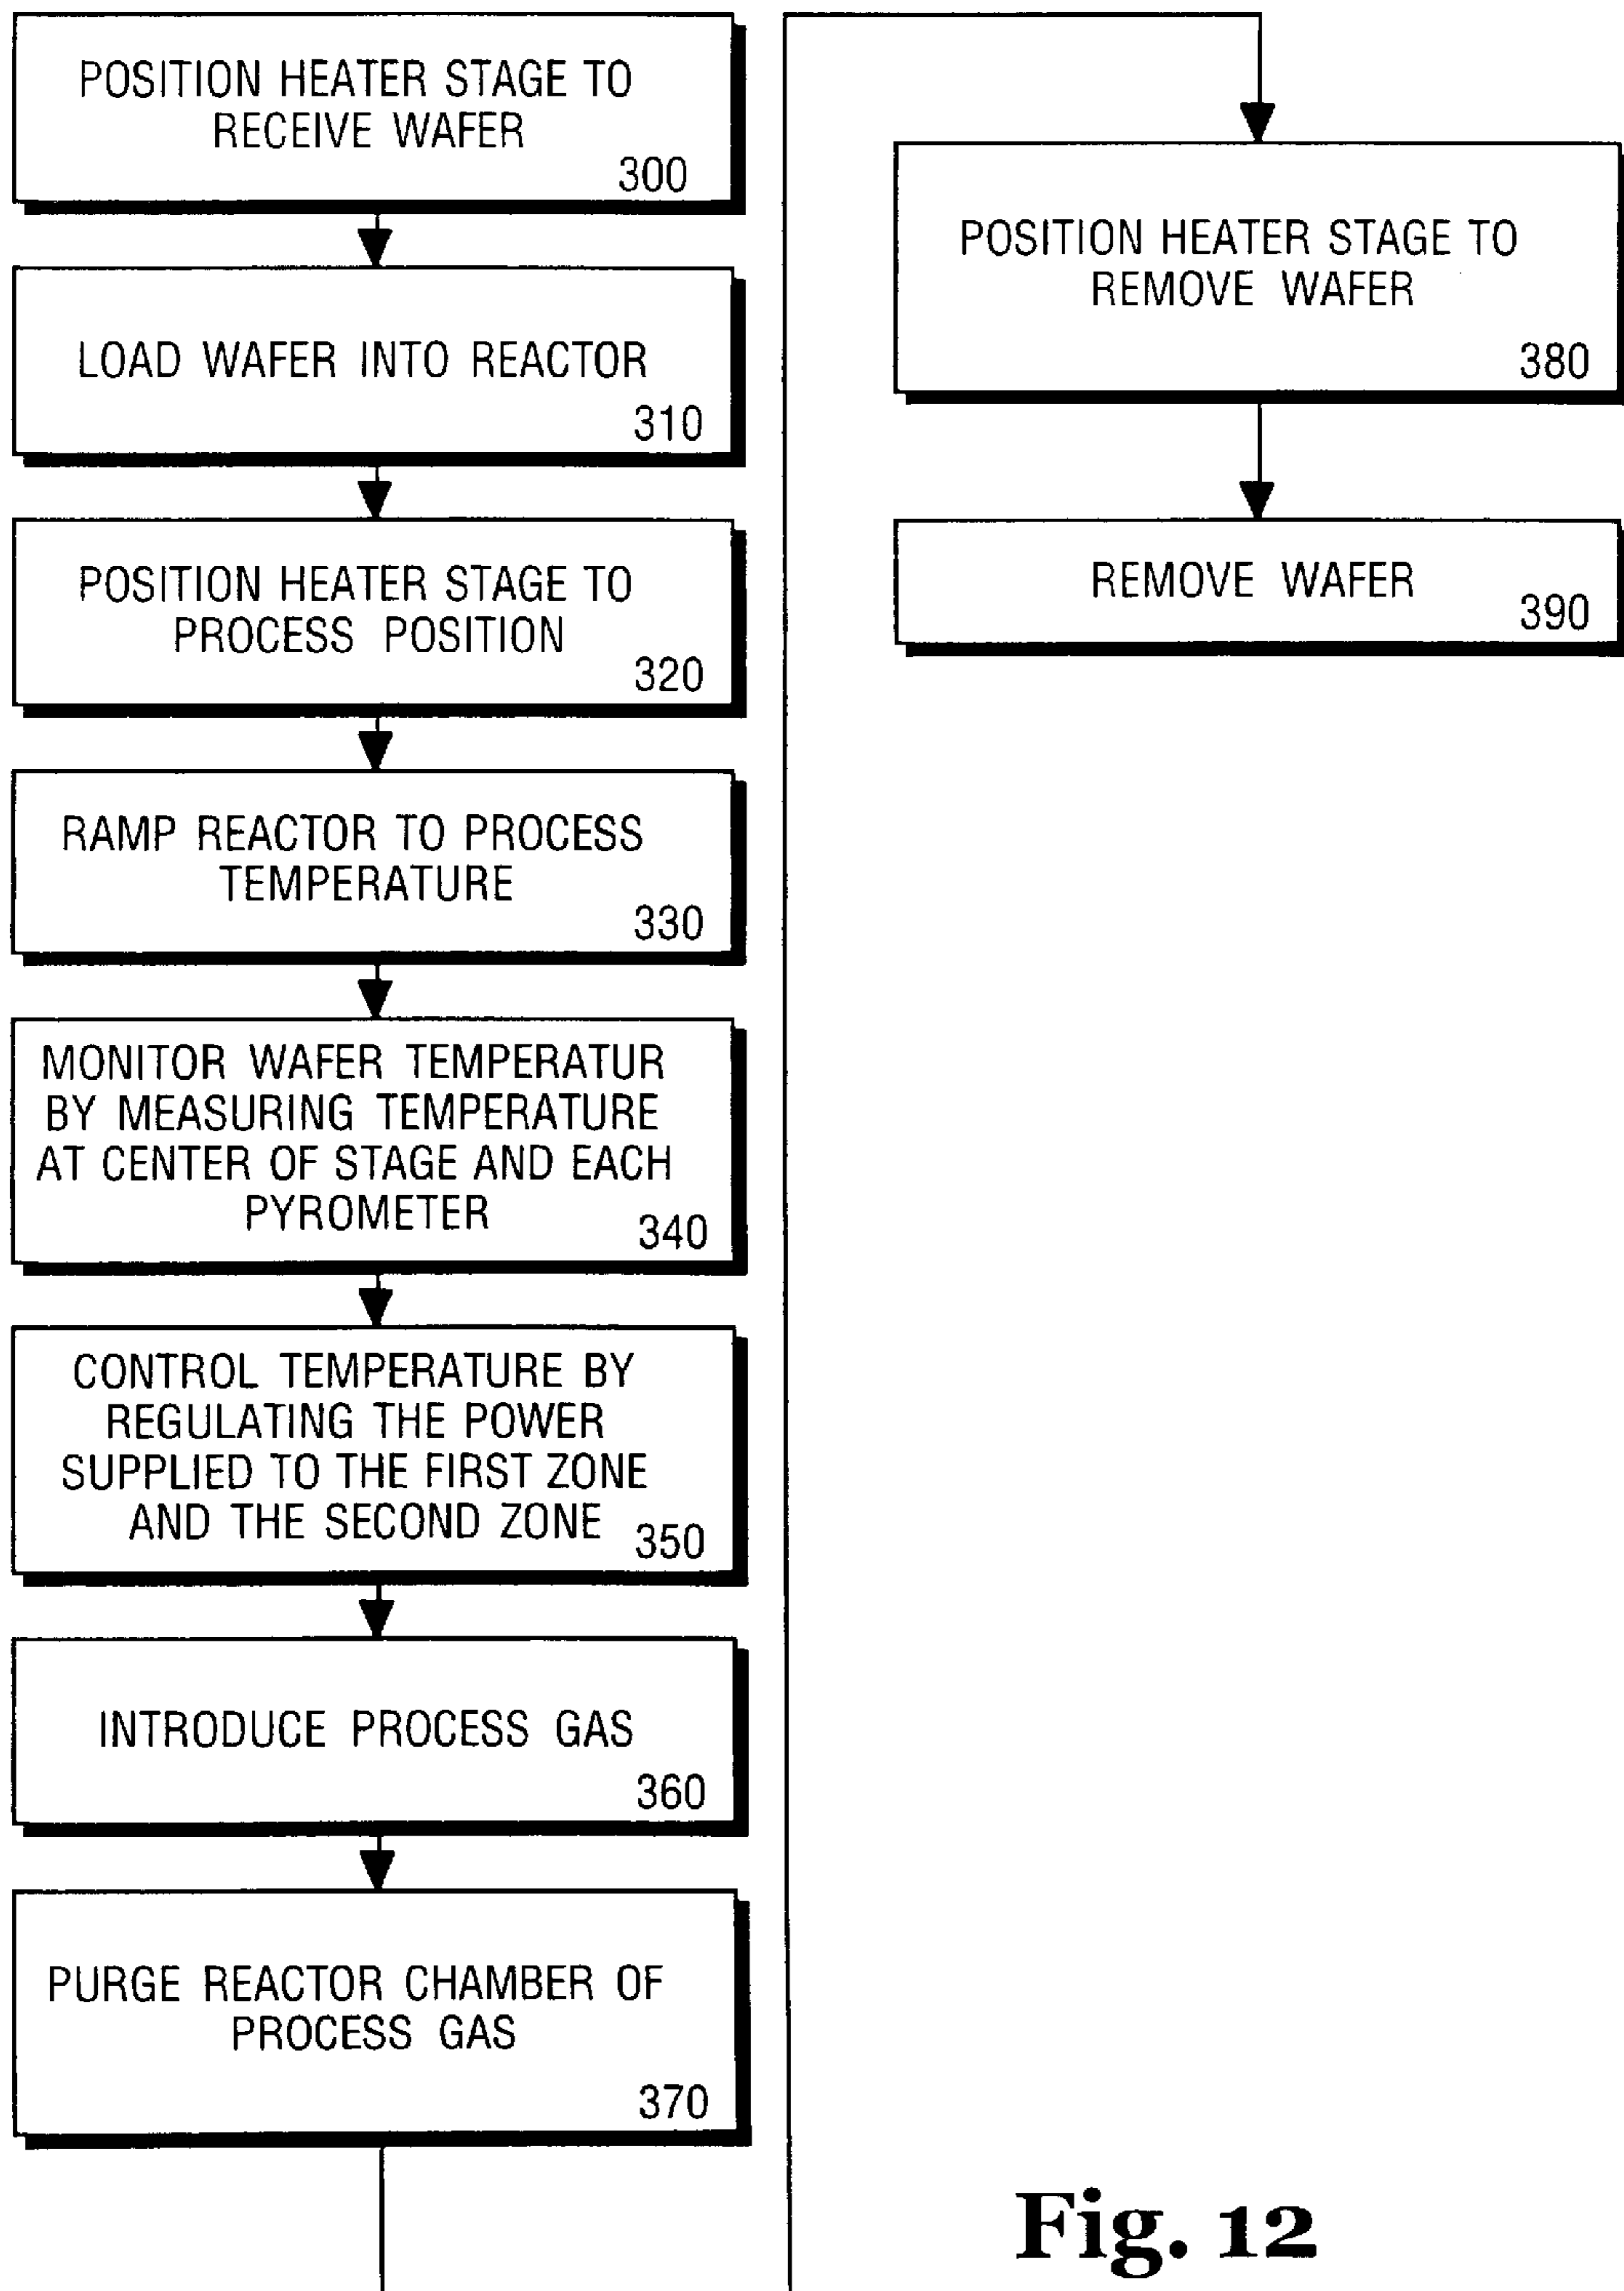 POSITION HEATER STAGE TO
RECEIVE WAFER
300
LOAD WAFER INTO REACTOR
310
POSITION HEATER STAGE TO
PROCESS POSITION
320
RAMP REACTOR TO PROCESS
TEMPERATURE
330
MONITOR WAFER TEMPERATUR
BY MEASURING TEMPERATURE
AT CENTER OF STAGE AND EACH
PYROMETER
340
CONTROL TEMPERATURE BY
REGULATING THE POWER
SUPPLIED TO THE FIRST ZONE
AND THE SECOND ZONE
350
INTRODUCE PROCESS GAS
360
PURGE REACTOR CHAMBER OF
PROCESS GAS
370
POSITION HEATER STAGE TO
REMOVE WAFER
380
REMOVE WAFER
390
Fig. 12